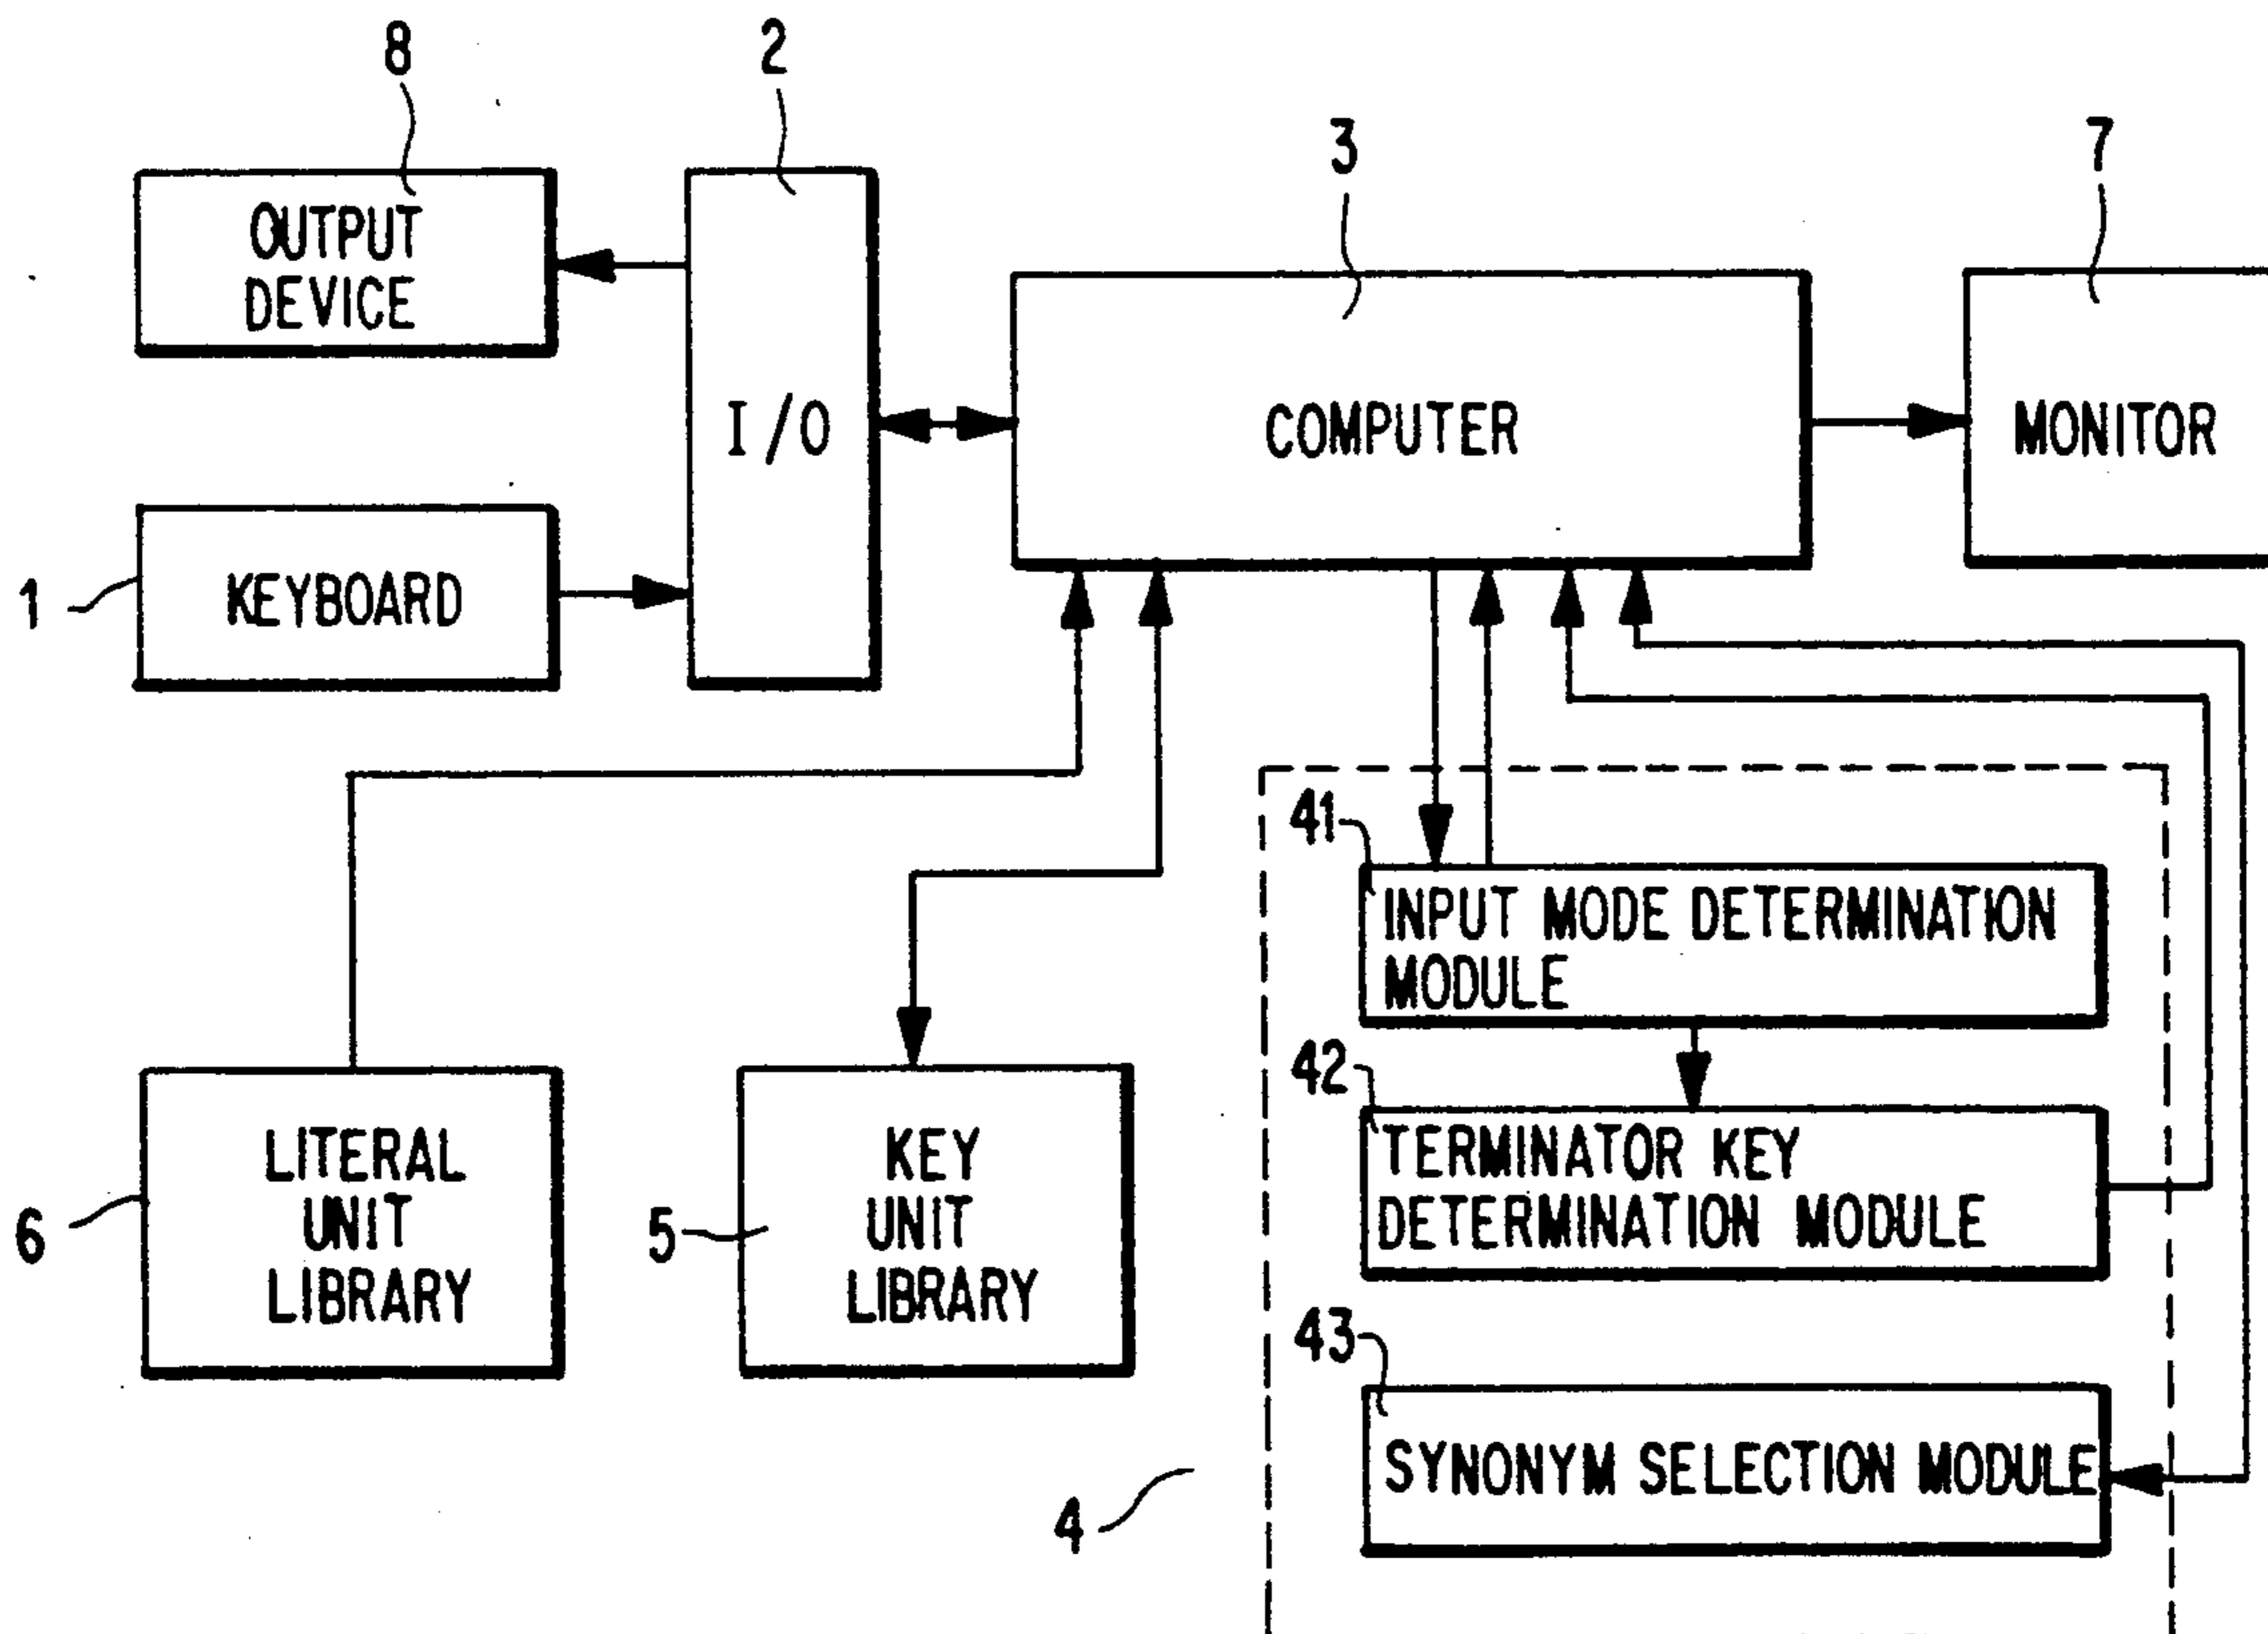 8
2
3
7
OUTPUT
DEVICE
I/O
COMPUTER
MONITOR
1
KEYBOARD
41
INPUT MODE DETERMINATION
MODULE
42
TERMINATOR KEY
DETERMINATION MODULE
6
LITERAL
UNIT
LIBRARY
5
KEY
UNIT
LIBRARY
43
SYNONYM SELECTION MODULE
4